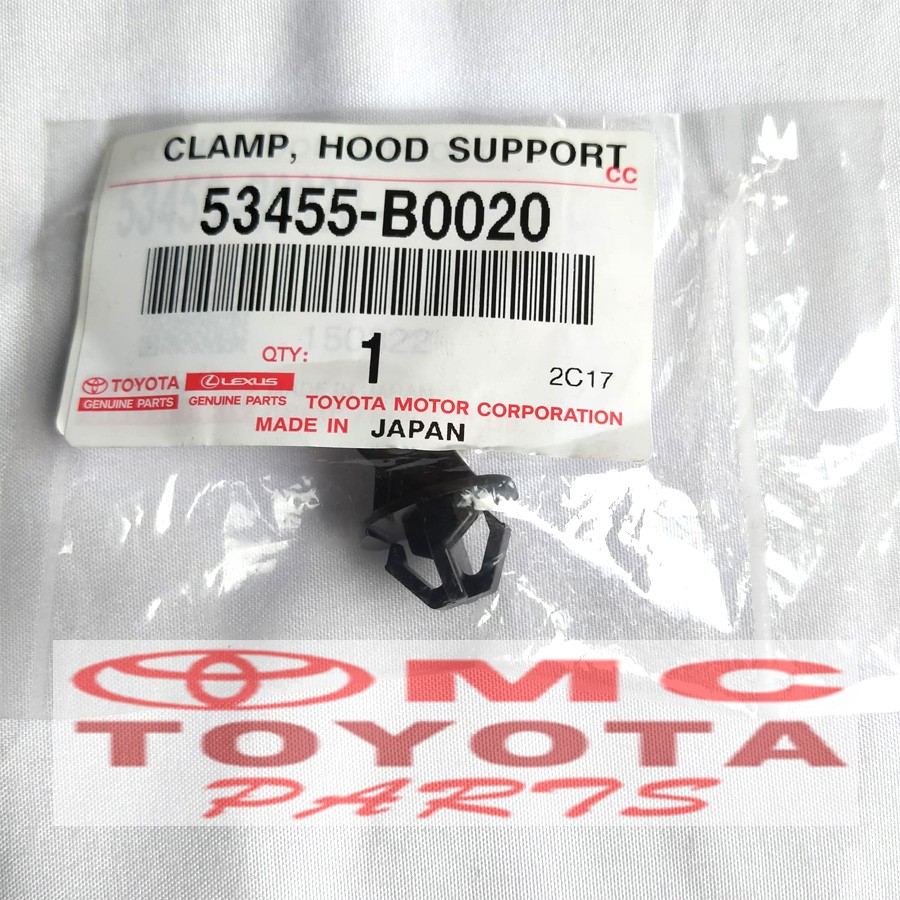 CLAMP, HOOD SUPPORT
CC
53455-B0020
QTY: 1
2C17
TOYOTA
GENUINE PARTS
LEXUS
GENUINE PARTS
TOYOTA MOTOR CORPORATION
MADE IN JAPAN
MC
TOYOTA
PARTS